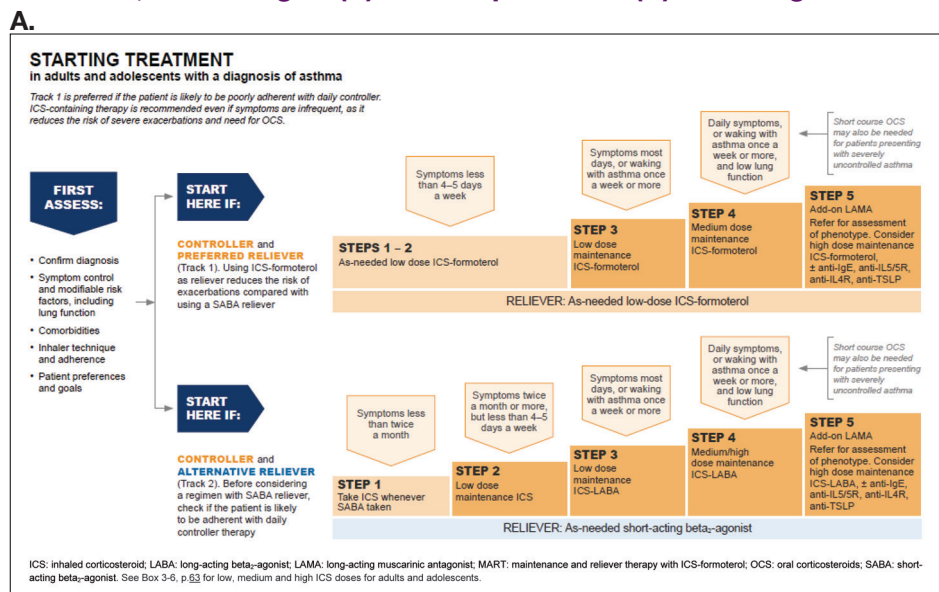 A.
STARTING TREATMENT
in adults and adolescents with a diagnosis of asthma
Track 1 is preferred if the patient is likely to be poorly adherent with daily controller.
ICS-containing therapy is recommended even if symptoms are infrequent, as it
reduces the risk of severe exacerbations and need for OCS.
FIRST
ASSESS:
• Confirm diagnosis
• Symptom control
and modifiable risk
factors, including
lung function
• Comorbidities
• Inhaler technique
and adherence
• Patient preferences
and goals
START
HERE IF:
Symptoms less
than 4–5 days
a week
Symptoms most
days, or waking
with asthma once
a week or more
Daily symptoms,
or waking with
asthma once a
week or more,
and low lung
function
Short course OCS
may also be needed
for patients presenting
with severely
uncontrolled asthma
CONTROLLER and
PREFERRED RELIEVER
(Track 1). Using ICS-formoterol
as reliever reduces the risk of
exacerbations compared with
using a SABA reliever
STEPS 1 – 2
As-needed low dose ICS-formoterol
STEP 3
Low dose
maintenance
ICS-formoterol
STEP 4
Medium dose
maintenance
ICS-formoterol
STEP 5
Add-on LAMA
Refer for assessment
of phenotype. Consider
high dose maintenance
ICS-formoterol,
± anti-IgE, anti-IL5/5R,
anti-IL4R, anti-TSLP
RELIEVER: As-needed low-dose ICS-formoterol
START
HERE IF:
Symptoms less
than twice
a month
Symptoms twice
a month or more,
but less than 4–5
days a week
Symptoms most
days, or waking
with asthma once
a week or more
Daily symptoms,
or waking with
asthma once a
week or more,
and low lung
function
Short course OCS
may also be needed
for patients presenting
with severely
uncontrolled asthma
CONTROLLER and
ALTERNATIVE RELIEVER
(Track 2). Before considering
a regimen with SABA reliever,
check if the patient is likely
to be adherent with daily
controller therapy
STEP 1
Take ICS whenever
SABA taken
STEP 2
Low dose
maintenance ICS
STEP 3
Low dose
maintenance
ICS-LABA
STEP 4
Medium/high
dose maintenance
ICS-LABA
STEP 5
Add-on LAMA
Refer for assessment
of phenotype. Consider
high dose maintenance
ICS-LABA, ± anti-IgE,
anti-IL5/5R, anti-IL4R,
anti-TSLP
RELIEVER: As-needed short-acting beta₂-agonist
ICS: inhaled corticosteroid; LABA: long-acting beta₂-agonist; LAMA: long-acting muscarinic antagonist; MART: maintenance and reliever therapy with ICS-formoterol; OCS: oral corticosteroids; SABA: short-
acting beta₂-agonist. See Box 3-6, p.63 for low, medium and high ICS doses for adults and adolescents.